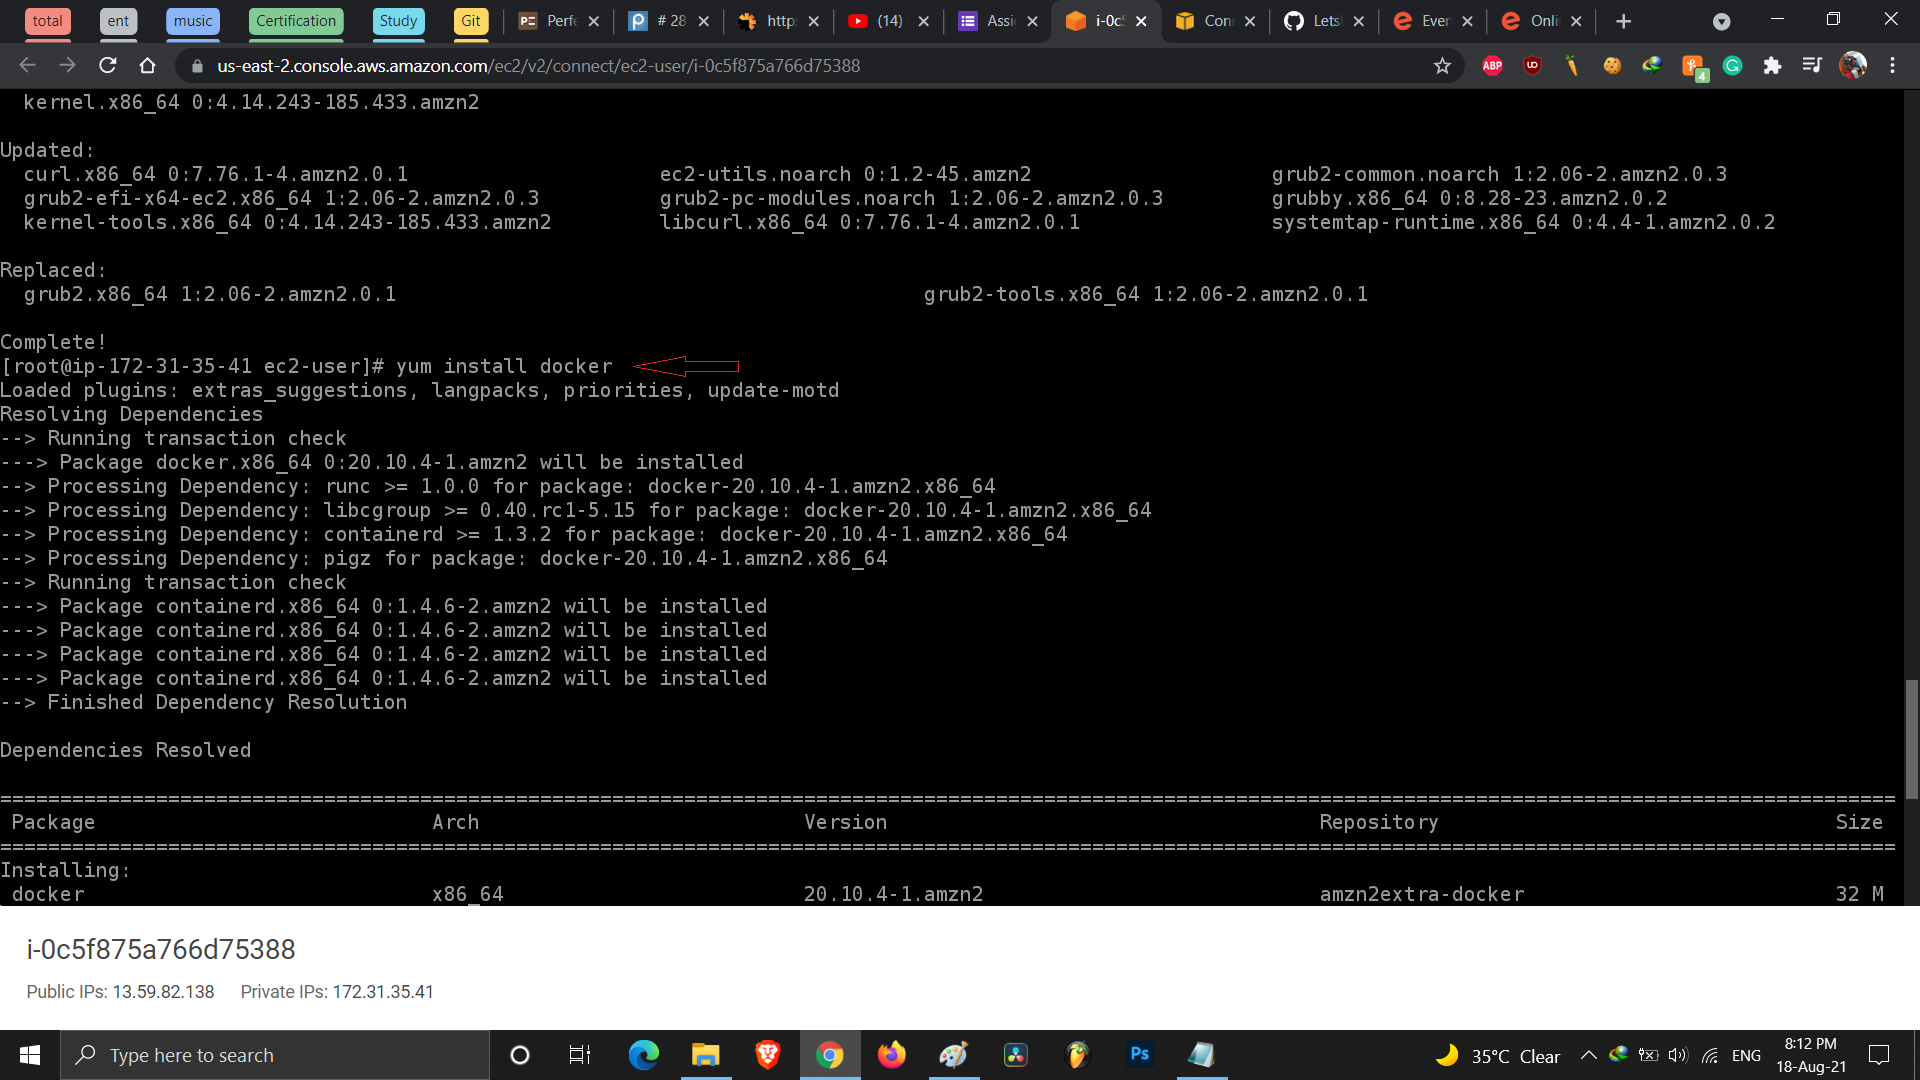 total ent music Certification Study Git Perfe # 28 http (14) Assi i-0c5 Con Lets Even Onli
us-east-2.console.aws.amazon.com/ec2/v2/connect/ec2-user/i-0c5f875a766d75388 ABP UD 4
kernel.x86_64 0:4.14.243-185.433.amzn2
Updated:
curl.x86_64 0:7.76.1-4.amzn2.0.1 ec2-utils.noarch 0:1.2-45.amzn2 grub2-common.noarch 1:2.06-2.amzn2.0.3
grub2-efi-x64-ec2.x86_64 1:2.06-2.amzn2.0.3 grub2-pc-modules.noarch 1:2.06-2.amzn2.0.3 grubby.x86_64 0:8.28-23.amzn2.0.2
kernel-tools.x86_64 0:4.14.243-185.433.amzn2 libcurl.x86_64 0:7.76.1-4.amzn2.0.1 systemtap-runtime.x86_64 0:4.4-1.amzn2.0.2
Replaced:
grub2.x86_64 1:2.06-2.amzn2.0.1 grub2-tools.x86_64 1:2.06-2.amzn2.0.1
Complete!
[root@ip-172-31-35-41 ec2-user]# yum install docker
Loaded plugins: extras_suggestions, langpacks, priorities, update-motd
Resolving Dependencies
--> Running transaction check
---> Package docker.x86_64 0:20.10.4-1.amzn2 will be installed
--> Processing Dependency: runc >= 1.0.0 for package: docker-20.10.4-1.amzn2.x86_64
--> Processing Dependency: libcgroup >= 0.40.rc1-5.15 for package: docker-20.10.4-1.amzn2.x86_64
--> Processing Dependency: containerd >= 1.3.2 for package: docker-20.10.4-1.amzn2.x86_64
--> Processing Dependency: pigz for package: docker-20.10.4-1.amzn2.x86_64
--> Running transaction check
---> Package containerd.x86_64 0:1.4.6-2.amzn2 will be installed
---> Package containerd.x86_64 0:1.4.6-2.amzn2 will be installed
---> Package containerd.x86_64 0:1.4.6-2.amzn2 will be installed
---> Package containerd.x86_64 0:1.4.6-2.amzn2 will be installed
--> Finished Dependency Resolution
Dependencies Resolved
Package Arch Version Repository Size
Installing:
docker x86_64 20.10.4-1.amzn2 amzn2extra-docker 32 M
i-0c5f875a766d75388
Public IPs: 13.59.82.138 Private IPs: 172.31.35.41
Type here to search Ps 35°C Clear ENG 8:12 PM
18-Aug-21